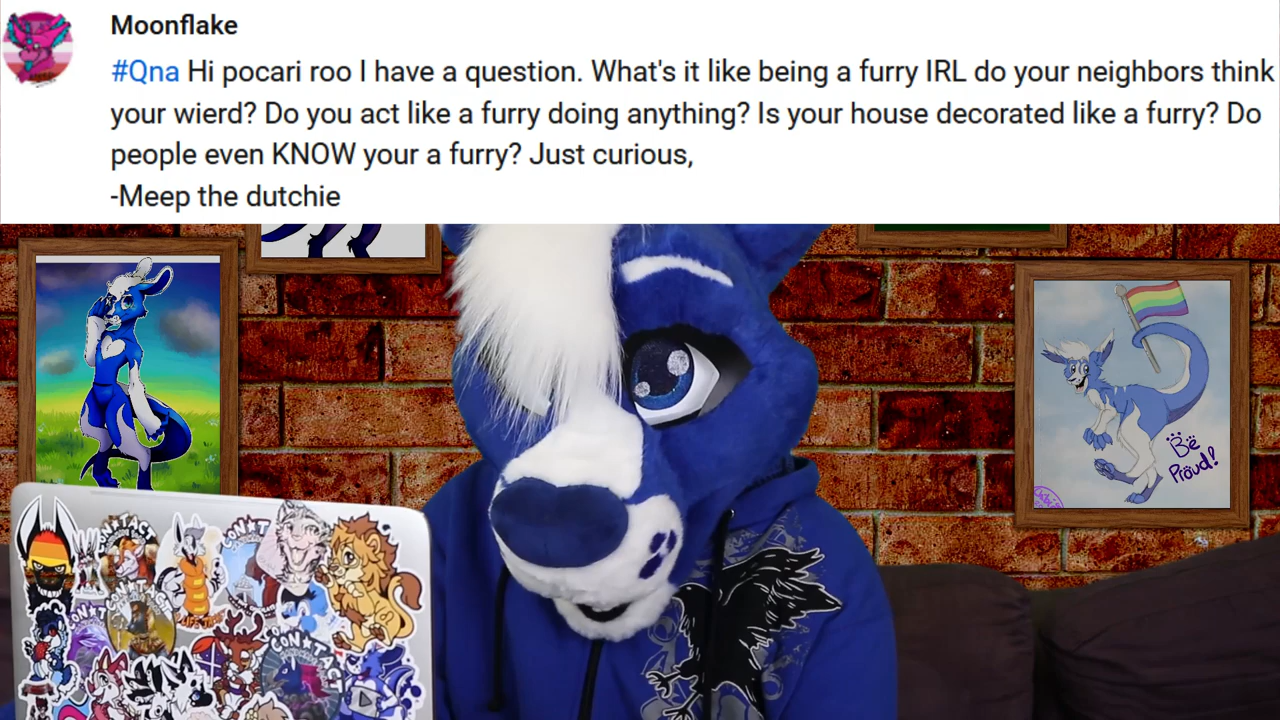 Moonflake
#Qna Hi pocari roo I have a question. What's it like being a furry IRL do your neighbors think
your wierd? Do you act like a furry doing anything? Is your house decorated like a furry? Do
people even KNOW your a furry? Just curious,
-Meep the dutchie
Be
Proud!
CONTACT